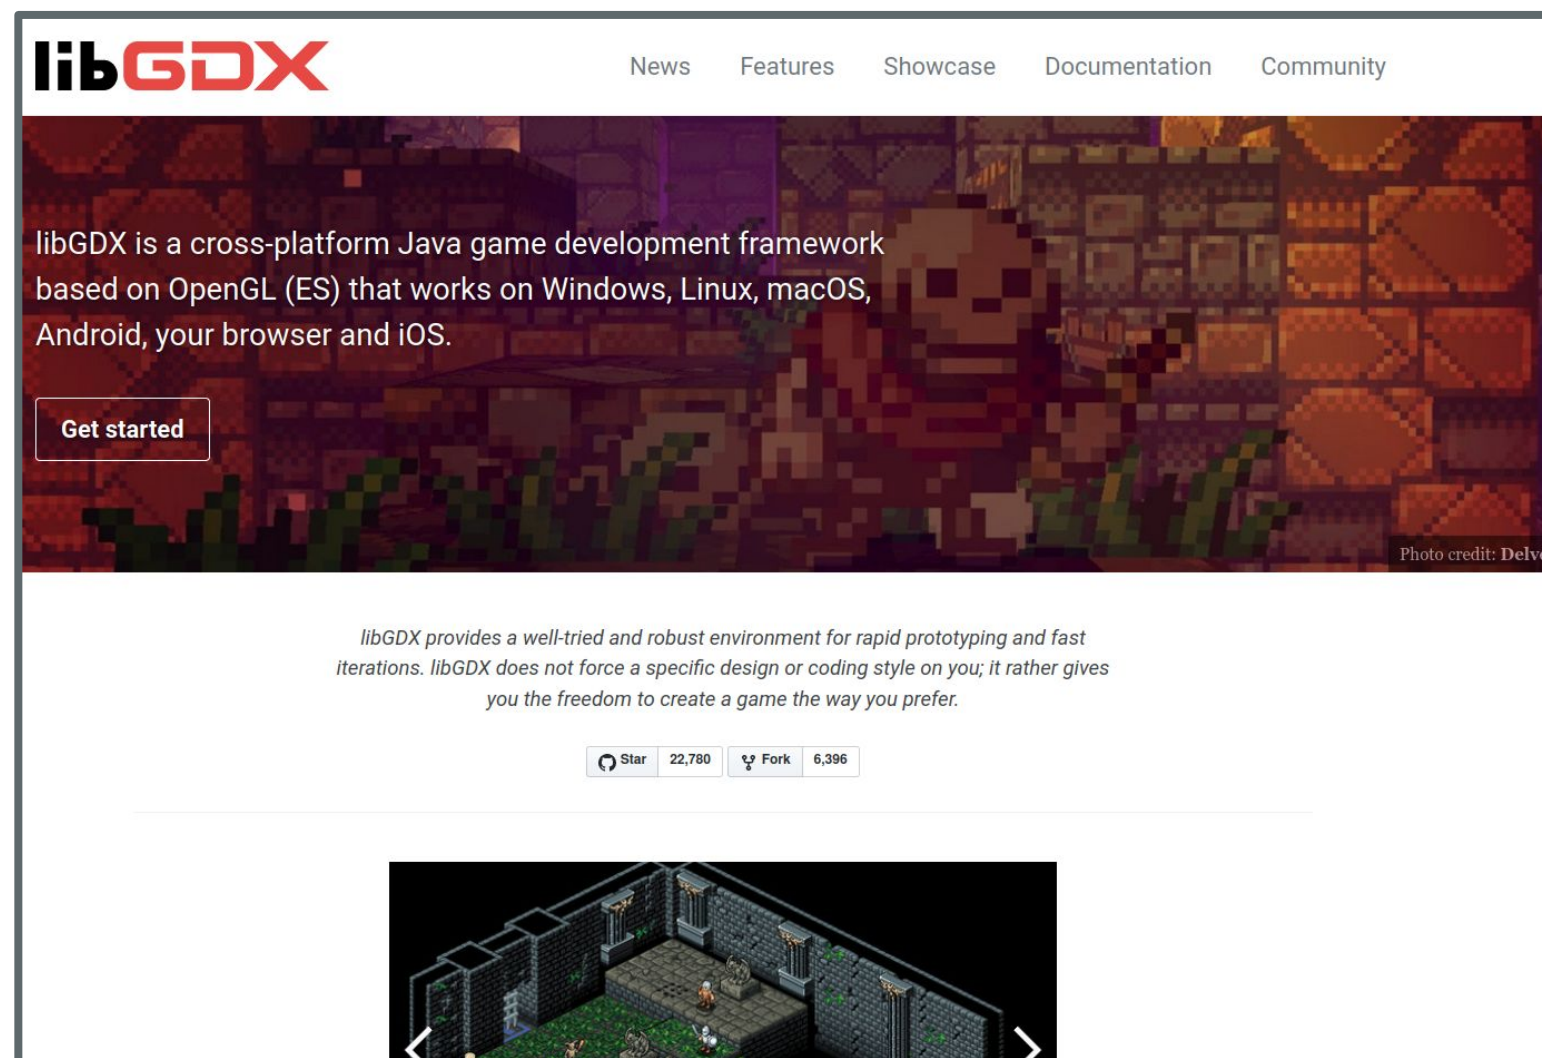 libGDX
News Features Showcase Documentation Community
libGDX is a cross-platform Java game development framework
based on OpenGL (ES) that works on Windows, Linux, macOS,
Android, your browser and iOS.
Get started
Photo credit:
libGDX provides a well-tried and robust environment for rapid prototyping and fast
iterations. libGDX does not force a specific design or coding style on you; it rather gives
you the freedom to create a game the way you prefer.
Star 22,780 Fork 6,396